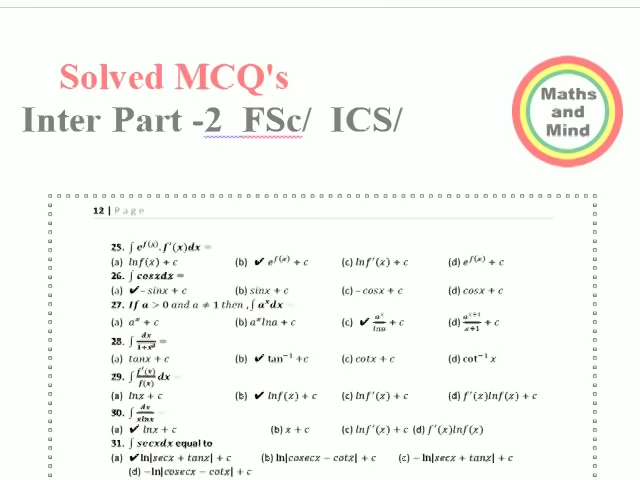 Solved MCQ's
Inter Part -2 FSc/ ICS/
Maths
and
Mind
12 | Page
25. ∫ e^f(x). f′(x)dx =
(a) lnf(x) + c (b) ✔ e^f(x) + c (c) lnf′(x) + c (d) e^f(x) + c
26. ∫ cosxdx =
(a) ✔ – sinx + c (b) sinx + c (c) – cosx + c (d) cosx + c
27. If a > 0 and a ≠ 1 then, ∫ a^x dx =
(a) a^x + c (b) a^x lna + c (c) ✔ a^x/lna + c (d) a^(x+1)/x+1 + c
28. ∫ dx/1+x² =
(a) tanx + c (b) ✔ tan⁻¹ +c (c) cotx + c (d) cot⁻¹ x
29. ∫ f′(x)/f(x) dx =
(a) lnx + c (b) ✔ lnf(x) + c (c) lnf′(x) + c (d) f′(x)lnf(x) + c
30. ∫ dx/xlnx =
(a) ✔ lnx + c (b) x + c (c) lnf′(x) + c (d) f′(x)lnf(x)
31. ∫ secxdx equal to
(a) ✔ ln|secx + tanx| + c (b) ln|cosecx – cotx| + c (c) – ln|secx + tanx| + c
(d) –ln|cosecx – cotx| + c